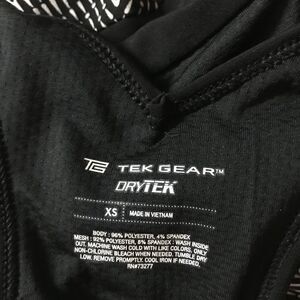 TG TEK GEAR™
DRYTEK
XS MADE IN VIETNAM
BODY: 96% POLYESTER, 4% SPANDEX
MESH: 92% POLYESTER, 8% SPANDEX · WASH INSIDE
OUT. MACHINE WASH COLD WITH LIKE COLORS. ONLY
NON-CHLORINE BLEACH WHEN NEEDED. TUMBLE DRY
LOW. REMOVE PROMPTLY. COOL IRON IF NEEDED.
RN#73277